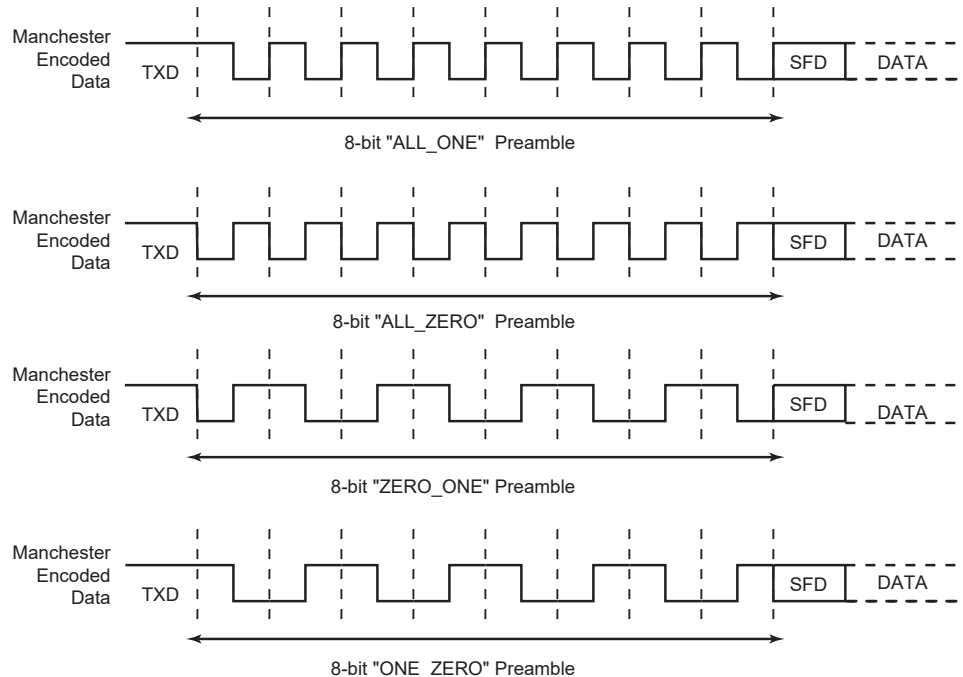 Manchester
Encoded
Data
TXD
SFD
DATA
8-bit "ALL_ONE" Preamble
Manchester
Encoded
Data
TXD
SFD
DATA
8-bit "ALL_ZERO" Preamble
Manchester
Encoded
Data
TXD
SFD
DATA
8-bit "ZERO_ONE" Preamble
Manchester
Encoded
Data
TXD
SFD
DATA
8-bit "ONE_ZERO" Preamble